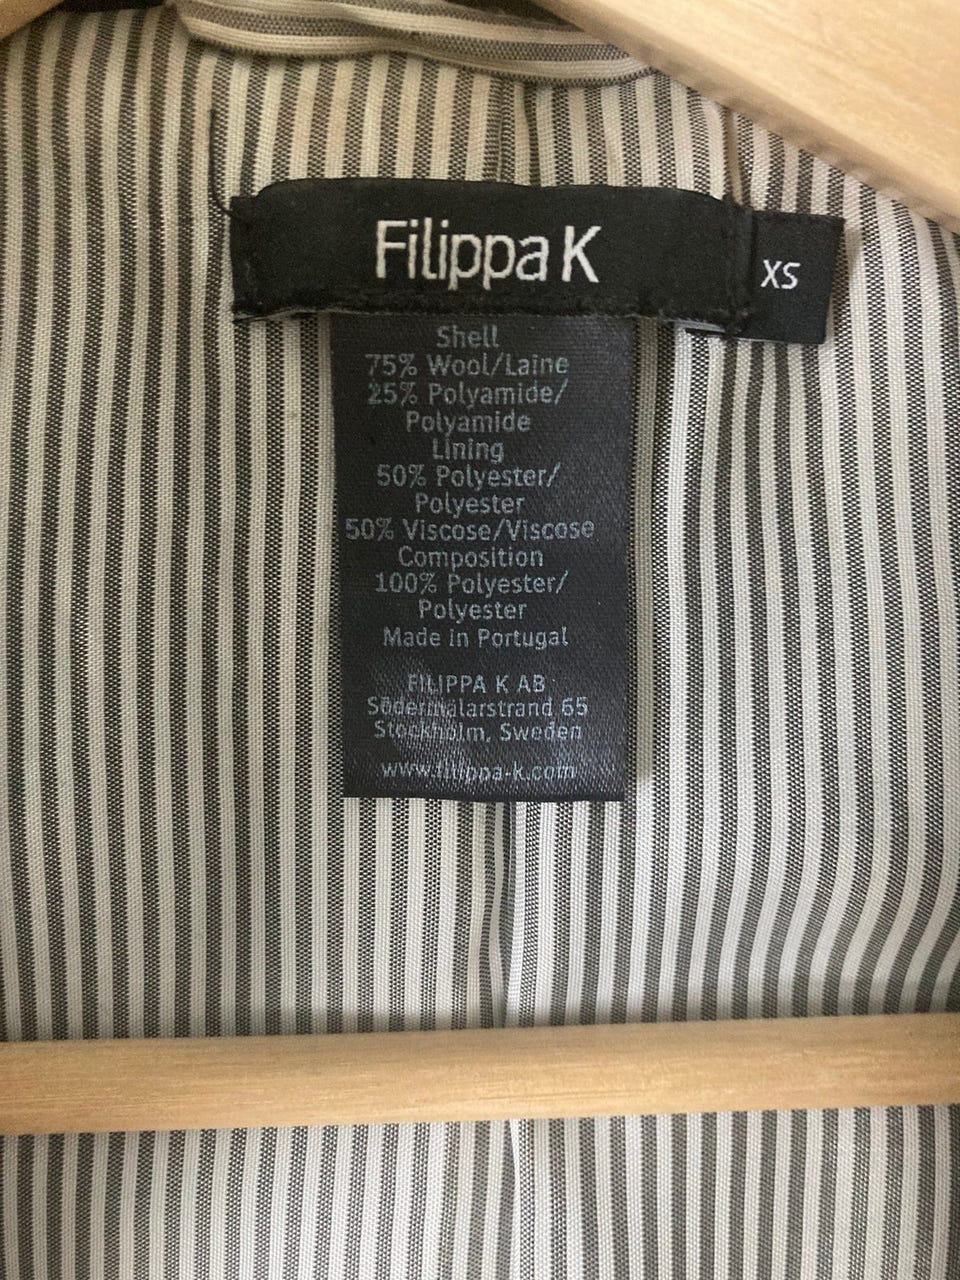 Filippa K
XS
Shell
75% Wool/Laine
25% Polyamide/
Polyamide
Lining
50% Polyester/
Polyester
50% Viscose/Viscose
Composition
100% Polyester/
Polyester
Made in Portugal
FILIPPA K AB
Södermalarstrand 65
Stockholm, Sweden
www.filippa-k.com